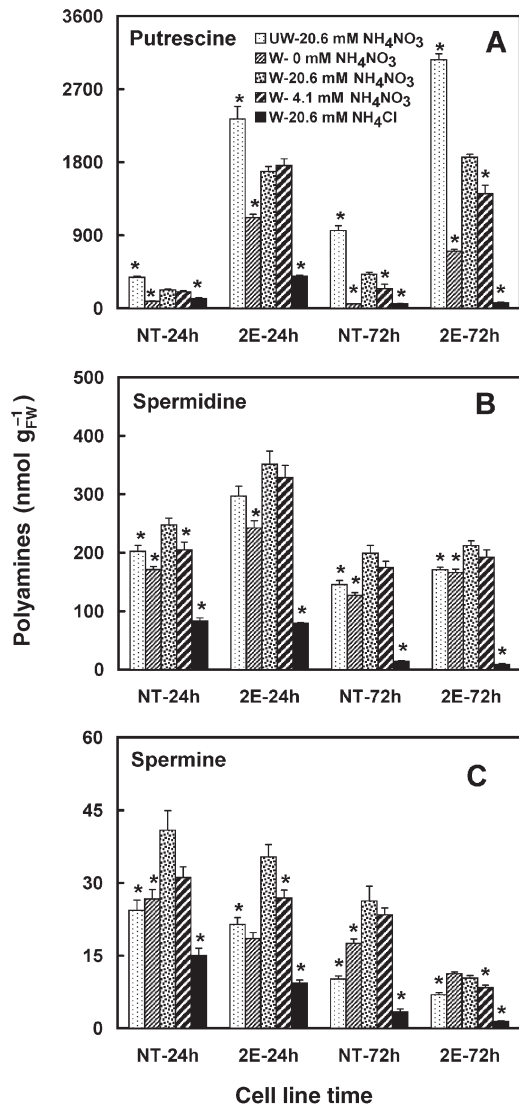 Polyamines (nmol g⁻¹FW)
3600
2700
1800
900
0
Putrescine
A
UW-20.6 mM NH₄NO₃
W- 0 mM NH₄NO₃
W-20.6 mM NH₄NO₃
W- 4.1 mM NH₄NO₃
W-20.6 mM NH₄Cl
* * * * * * * * * * * * *
NT-24h 2E-24h NT-72h 2E-72h
500
400
300
200
100
0
Spermidine
B
* * * * * * * * * * * *
NT-24h 2E-24h NT-72h 2E-72h
60
45
30
15
0
Spermine
C
* * * * * * * * * * * *
NT-24h 2E-24h NT-72h 2E-72h
Cell line time